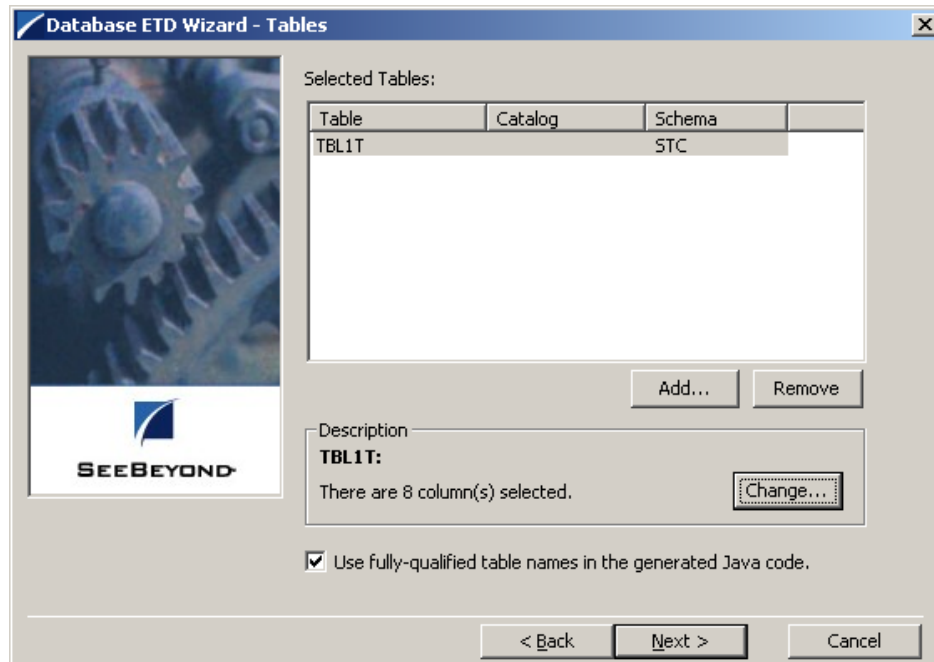 Database ETD Wizard - Tables
Selected Tables:
Table Catalog Schema
TBL1T STC
Add... Remove
SEEBEYOND
Description
TBL1T:
There are 8 column(s) selected.
Change...
Use fully-qualified table names in the generated Java code.
< Back Next > Cancel